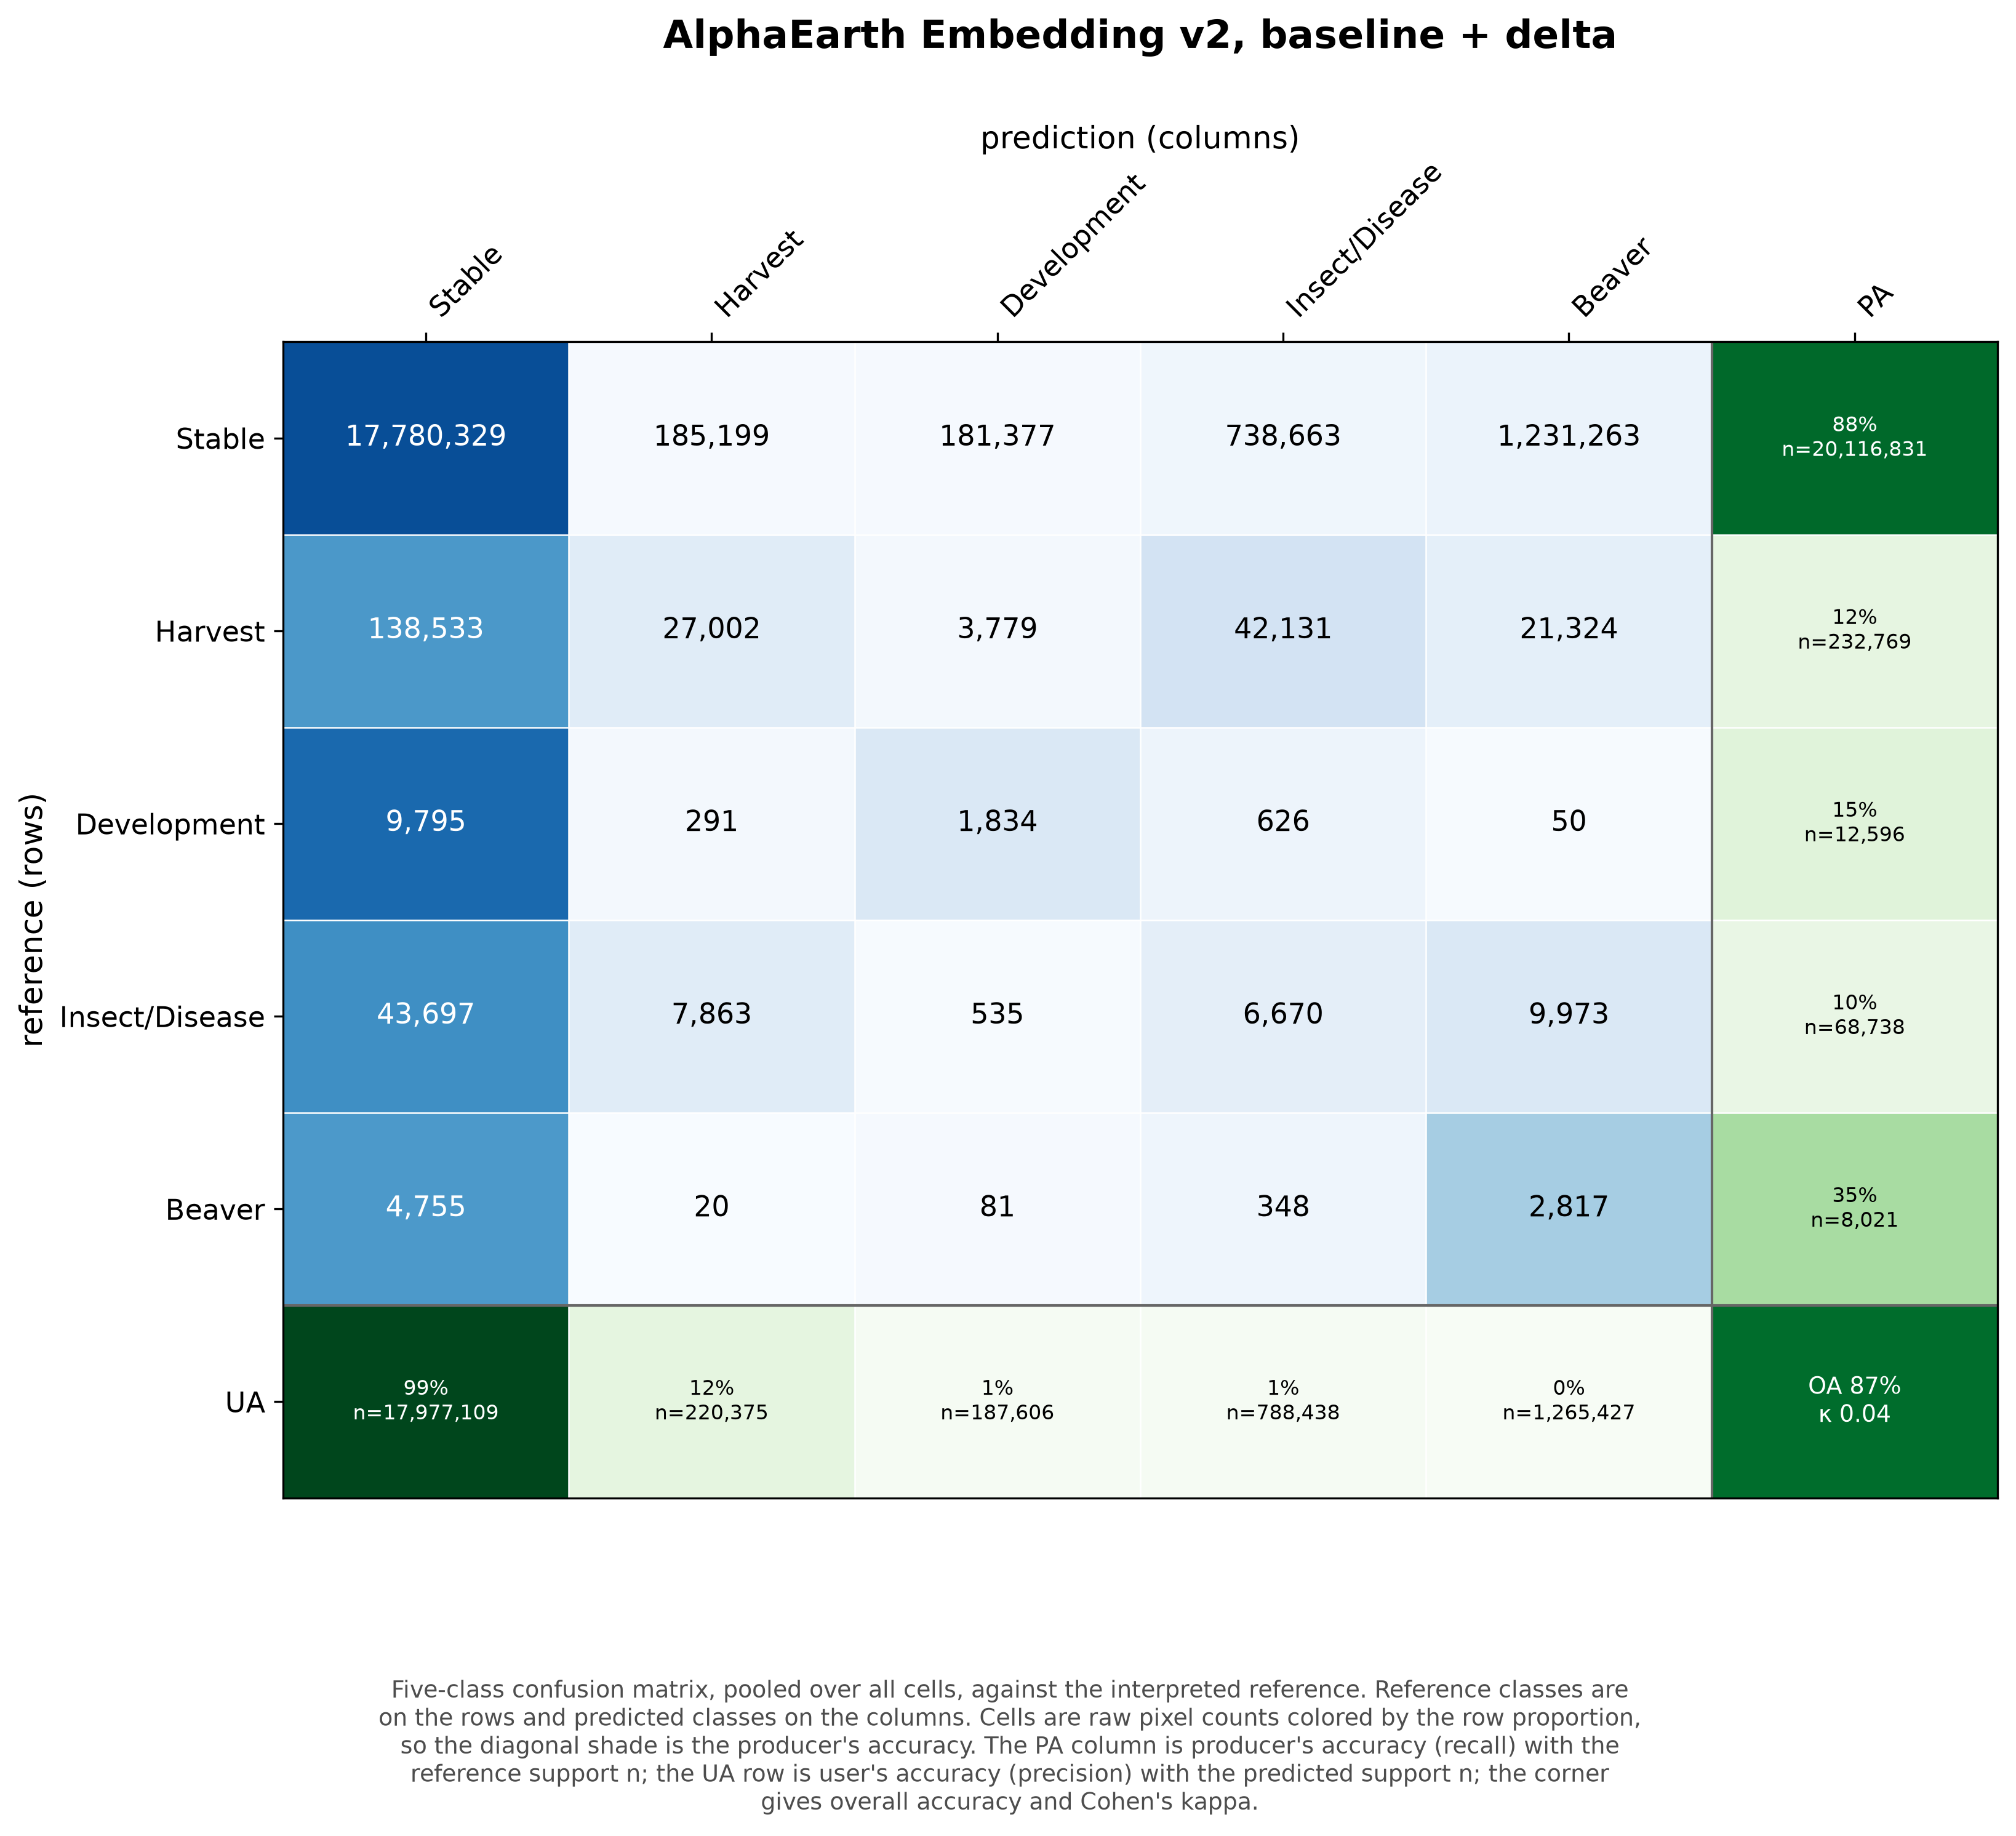 AlphaEarth Embedding v2, baseline + delta
prediction (columns)
Stable Harvest Development Insect/Disease Beaver PA
reference (rows)
Stable 17,780,329 185,199 181,377 738,663 1,231,263 88%
n=20,116,831
Harvest 138,533 27,002 3,779 42,131 21,324 12%
n=232,769
Development 9,795 291 1,834 626 50 15%
n=12,596
Insect/Disease 43,697 7,863 535 6,670 9,973 10%
n=68,738
Beaver 4,755 20 81 348 2,817 35%
n=8,021
UA 99% 12% 1% 1% 0% OA 87%
n=17,977,109 n=220,375 n=187,606 n=788,438 n=1,265,427 κ 0.04
Five-class confusion matrix, pooled over all cells, against the interpreted reference. Reference classes are
on the rows and predicted classes on the columns. Cells are raw pixel counts colored by the row proportion,
so the diagonal shade is the producer's accuracy. The PA column is producer's accuracy (recall) with the
reference support n; the UA row is user's accuracy (precision) with the predicted support n; the corner
gives overall accuracy and Cohen's kappa.